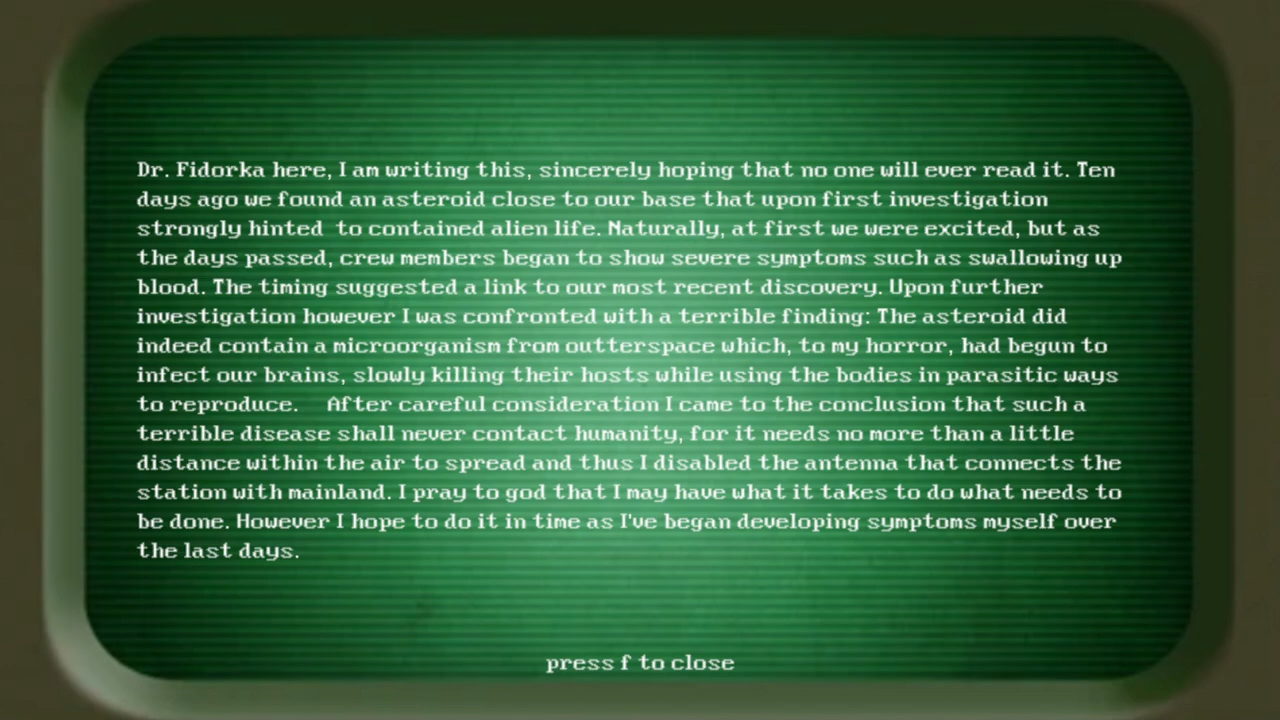 Dr. Fidorka here, I am writing this, sincerely hoping that no one will ever read it. Ten
days ago we found an asteroid close to our base that upon first investigation
strongly hinted  to contained alien life. Naturally, at first we were excited, but as
the days passed, crew members began to show severe symptoms such as swallowing up
blood. The timing suggested a link to our most recent discovery. Upon further
investigation however I was confronted with a terrible finding: The asteroid did
indeed contain a microorganism from outterspace which, to my horror, had begun to
infect our brains, slowly killing their hosts while using the bodies in parasitic ways
to reproduce.   After careful consideration I came to the conclusion that such a
terrible disease shall never contact humanity, for it needs no more than a little
distance within the air to spread and thus I disabled the antenna that connects the
station with mainland. I pray to god that I may have what it takes to do what needs to
be done. However I hope to do it in time as I've began developing symptoms myself over
the last days.
press f to close